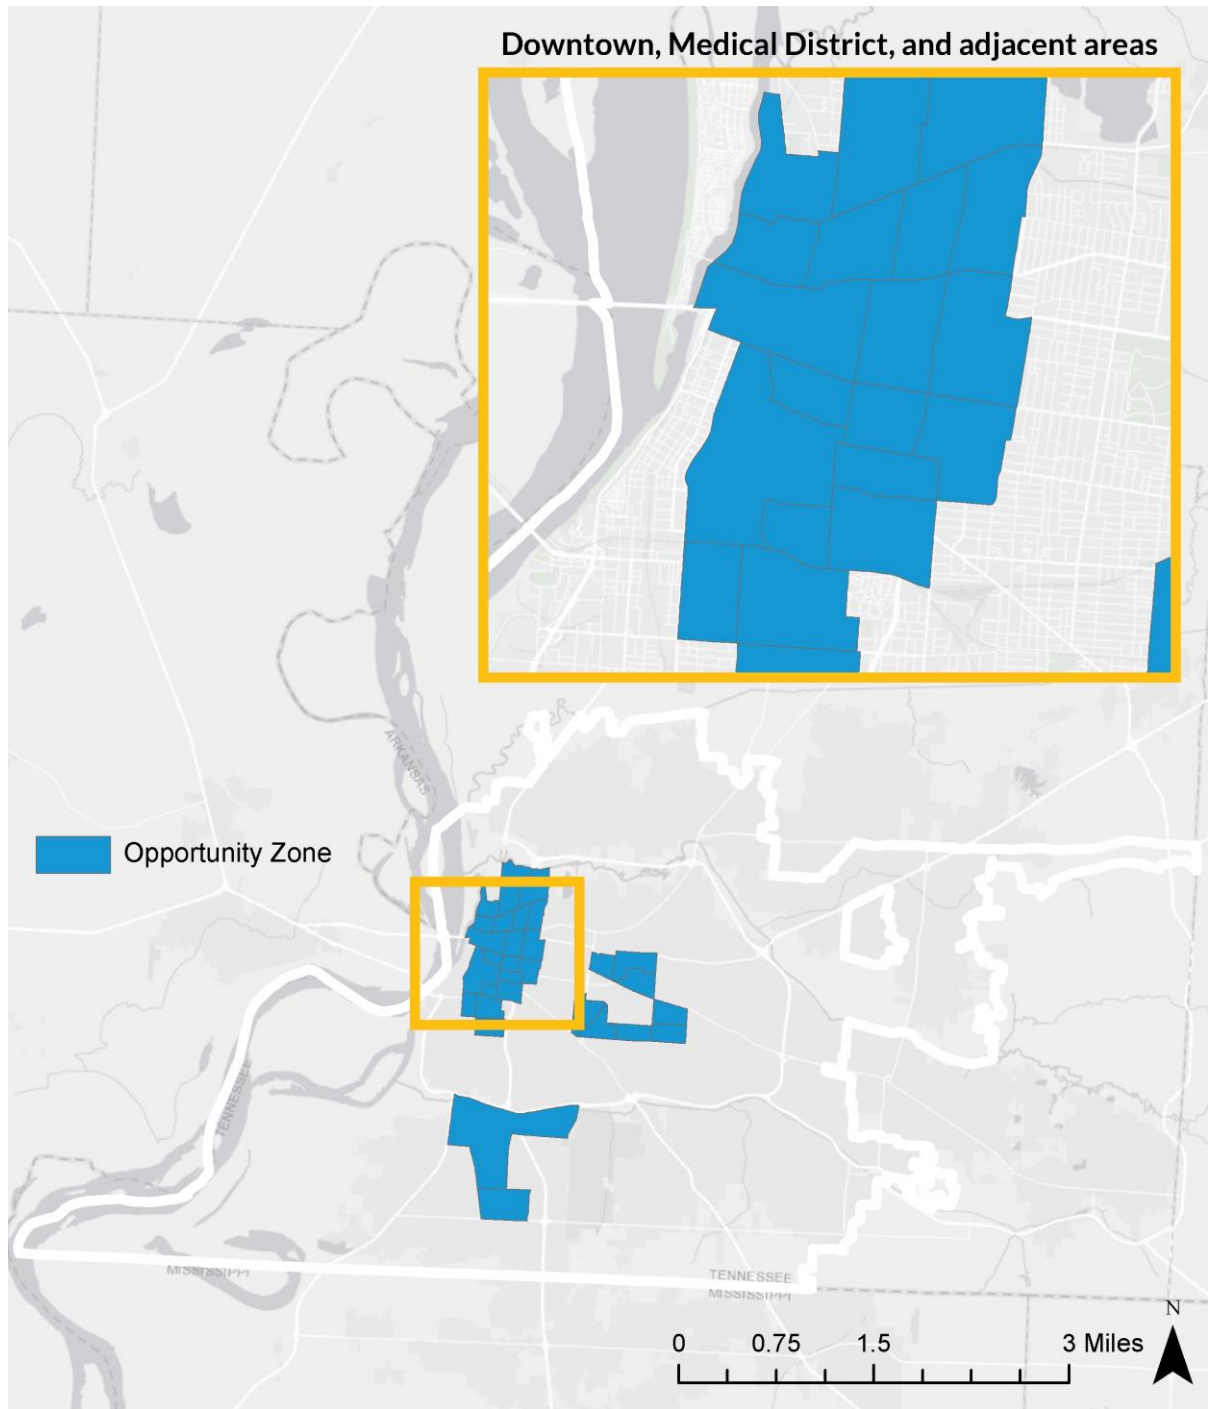 Downtown, Medical District, and adjacent areas
ARKANSAS
Opportunity Zone
TENNESSEE
MISSISSIPPI
TENNESSEE
MISSISSIPPI
N
0 0.75 1.5 3 Miles